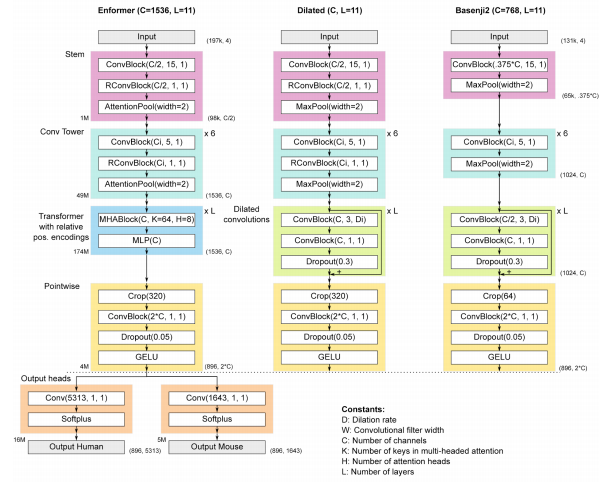 Enformer (C=1536, L=11)
Dilated (C, L=11)
Basenji2 (C=768, L=11)
Input
(197k, 4)
Input
Input
(131k, 4)
Stem
ConvBlock(C/2, 15, 1)
RConvBlock(C/2, 1, 1)
AttentionPool(width=2)
1M
(98k, C/2)
ConvBlock(C/2, 15, 1)
RConvBlock(C/2, 1, 1)
MaxPool(width=2)
ConvBlock(.375*C, 15, 1)
MaxPool(width=2)
(65k, .375*C)
Conv Tower
x 6
ConvBlock(Ci, 5, 1)
RConvBlock(Ci, 1, 1)
AttentionPool(width=2)
49M
(1536, C)
x 6
ConvBlock(Ci, 5, 1)
RConvBlock(Ci, 1, 1)
MaxPool(width=2)
x 6
ConvBlock(Ci, 5, 1)
MaxPool(width=2)
(1024, C)
Transformer
with relative
pos. encodings
x L
MHABlock(C, K=64, H=8)
MLP(C)
174M
(1536, C)
Dilated
convolutions
x L
ConvBlock(C, 3, Di)
ConvBlock(C, 1, 1)
Dropout(0.3)
+
x L
ConvBlock(C/2, 3, Di)
ConvBlock(C, 1, 1)
Dropout(0.3)
+
(1024, C)
Pointwise
Crop(320)
ConvBlock(2*C, 1, 1)
Dropout(0.05)
GELU
4M
(896, 2*C)
Crop(320)
ConvBlock(2*C, 1, 1)
Dropout(0.05)
GELU
Crop(64)
ConvBlock(2*C, 1, 1)
Dropout(0.05)
GELU
(896, 2*C)
Output heads
Conv(5313, 1, 1)
Softplus
16M
Output Human
(896, 5313)
Conv(1643, 1, 1)
Softplus
5M
Output Mouse
(896, 1643)
Constants:
D: Dilation rate
W: Convolutional filter width
C: Number of channels
K: Number of keys in multi-headed attention
H: Number of attention heads
L: Number of layers